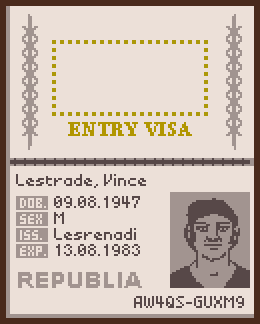 ENTRY VISA
Lestrade, Vince
DOB. 09.08.1947
SEX M
ISS. Lesrenadi
EXP. 13.08.1983
REPUBLIA
AW4QS-GUXM9